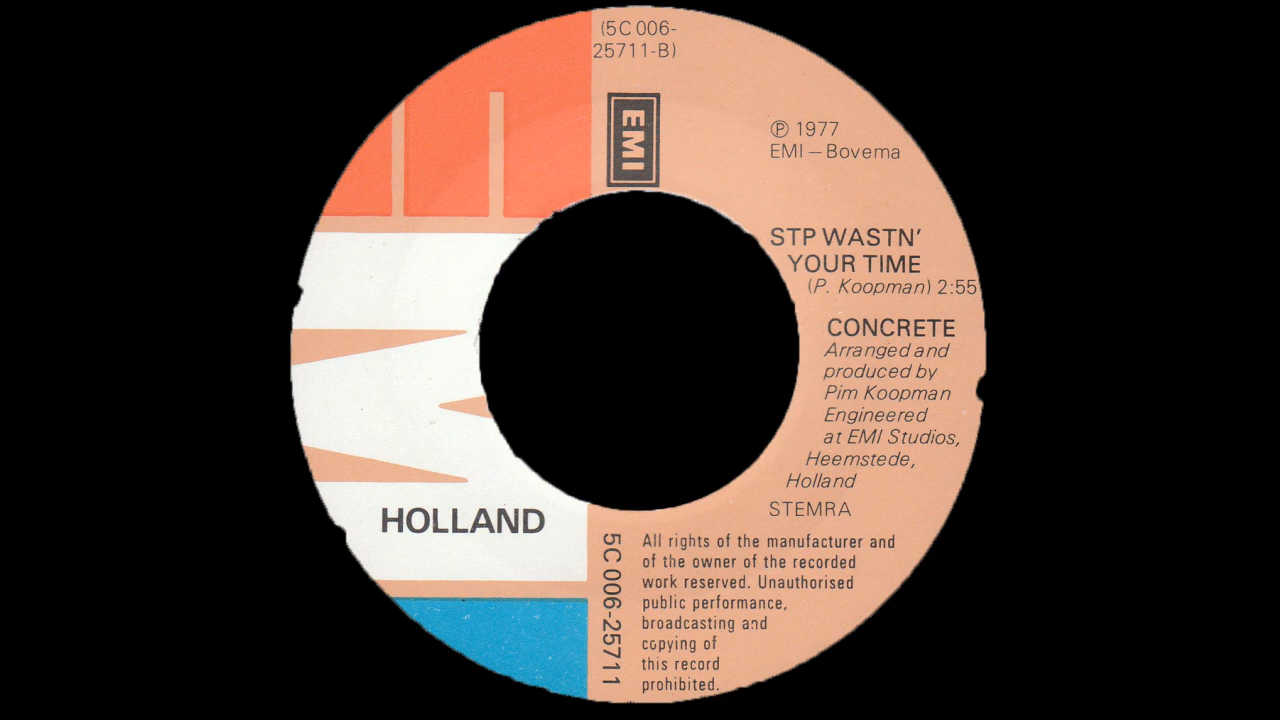 (5C 006-
25711-B)
EMI
℗ 1977
EMI – Bovema
STP WASTN'
YOUR TIME
(P. Koopman) 2:55
CONCRETE
Arranged and
produced by
Pim Koopman
Engineered
at EMI Studios,
Heemstede,
Holland
STEMRA
HOLLAND
5C 006-25711
All rights of the manufacturer and
of the owner of the recorded
work reserved. Unauthorised
public performance,
broadcasting and
copying of
this record
prohibited.